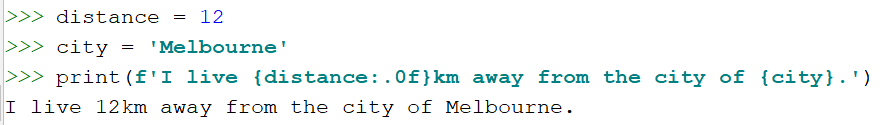 >>> distance = 12
>>> city = 'Melbourne'
>>> print(f'I live {distance:.0f}km away from the city of {city}.')
I live 12km away from the city of Melbourne.